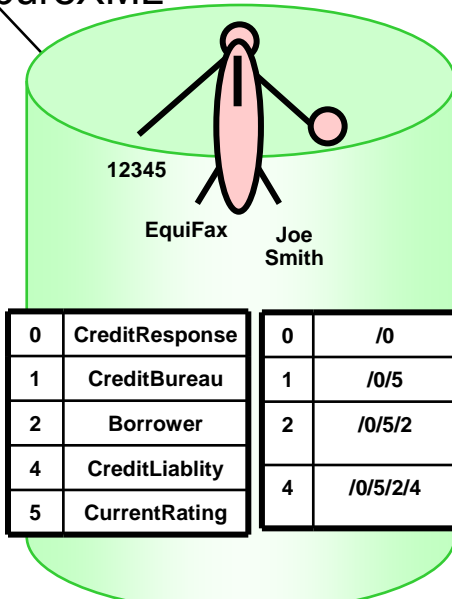 12345
EquiFax
Joe
Smith
0 CreditResponse 0 /0
1 CreditBureau 1 /0/5
2 Borrower 2 /0/5/2
4 CreditLiablity 4 /0/5/2/4
5 CurrentRating